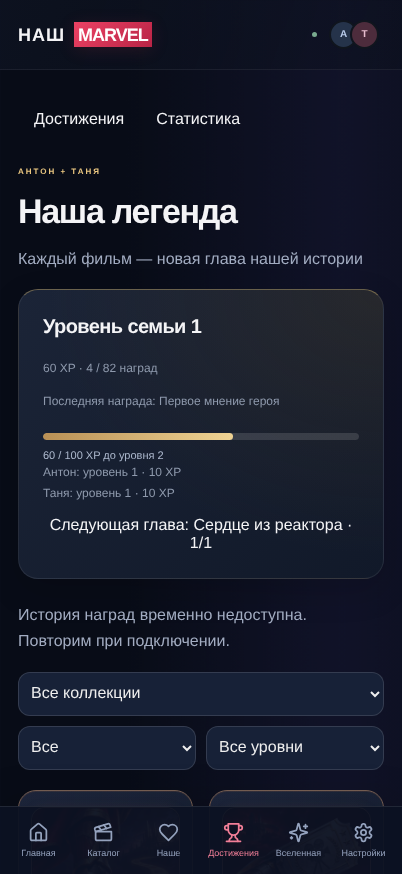 НАШ MARVEL
А Т
Достижения Статистика
АНТОН + ТАНЯ
Наша легенда
Каждый фильм — новая глава нашей истории
Уровень семьи 1
60 XP · 4 / 82 наград
Последняя награда: Первое мнение героя
60 / 100 XP до уровня 2
Антон: уровень 1 · 10 XP
Таня: уровень 1 · 10 XP
Следующая глава: Сердце из реактора ·
1/1
История наград временно недоступна.
Повторим при подключении.
Все коллекции
Все Все уровни
Главная Каталог Наше Достижения Вселенная Настройки